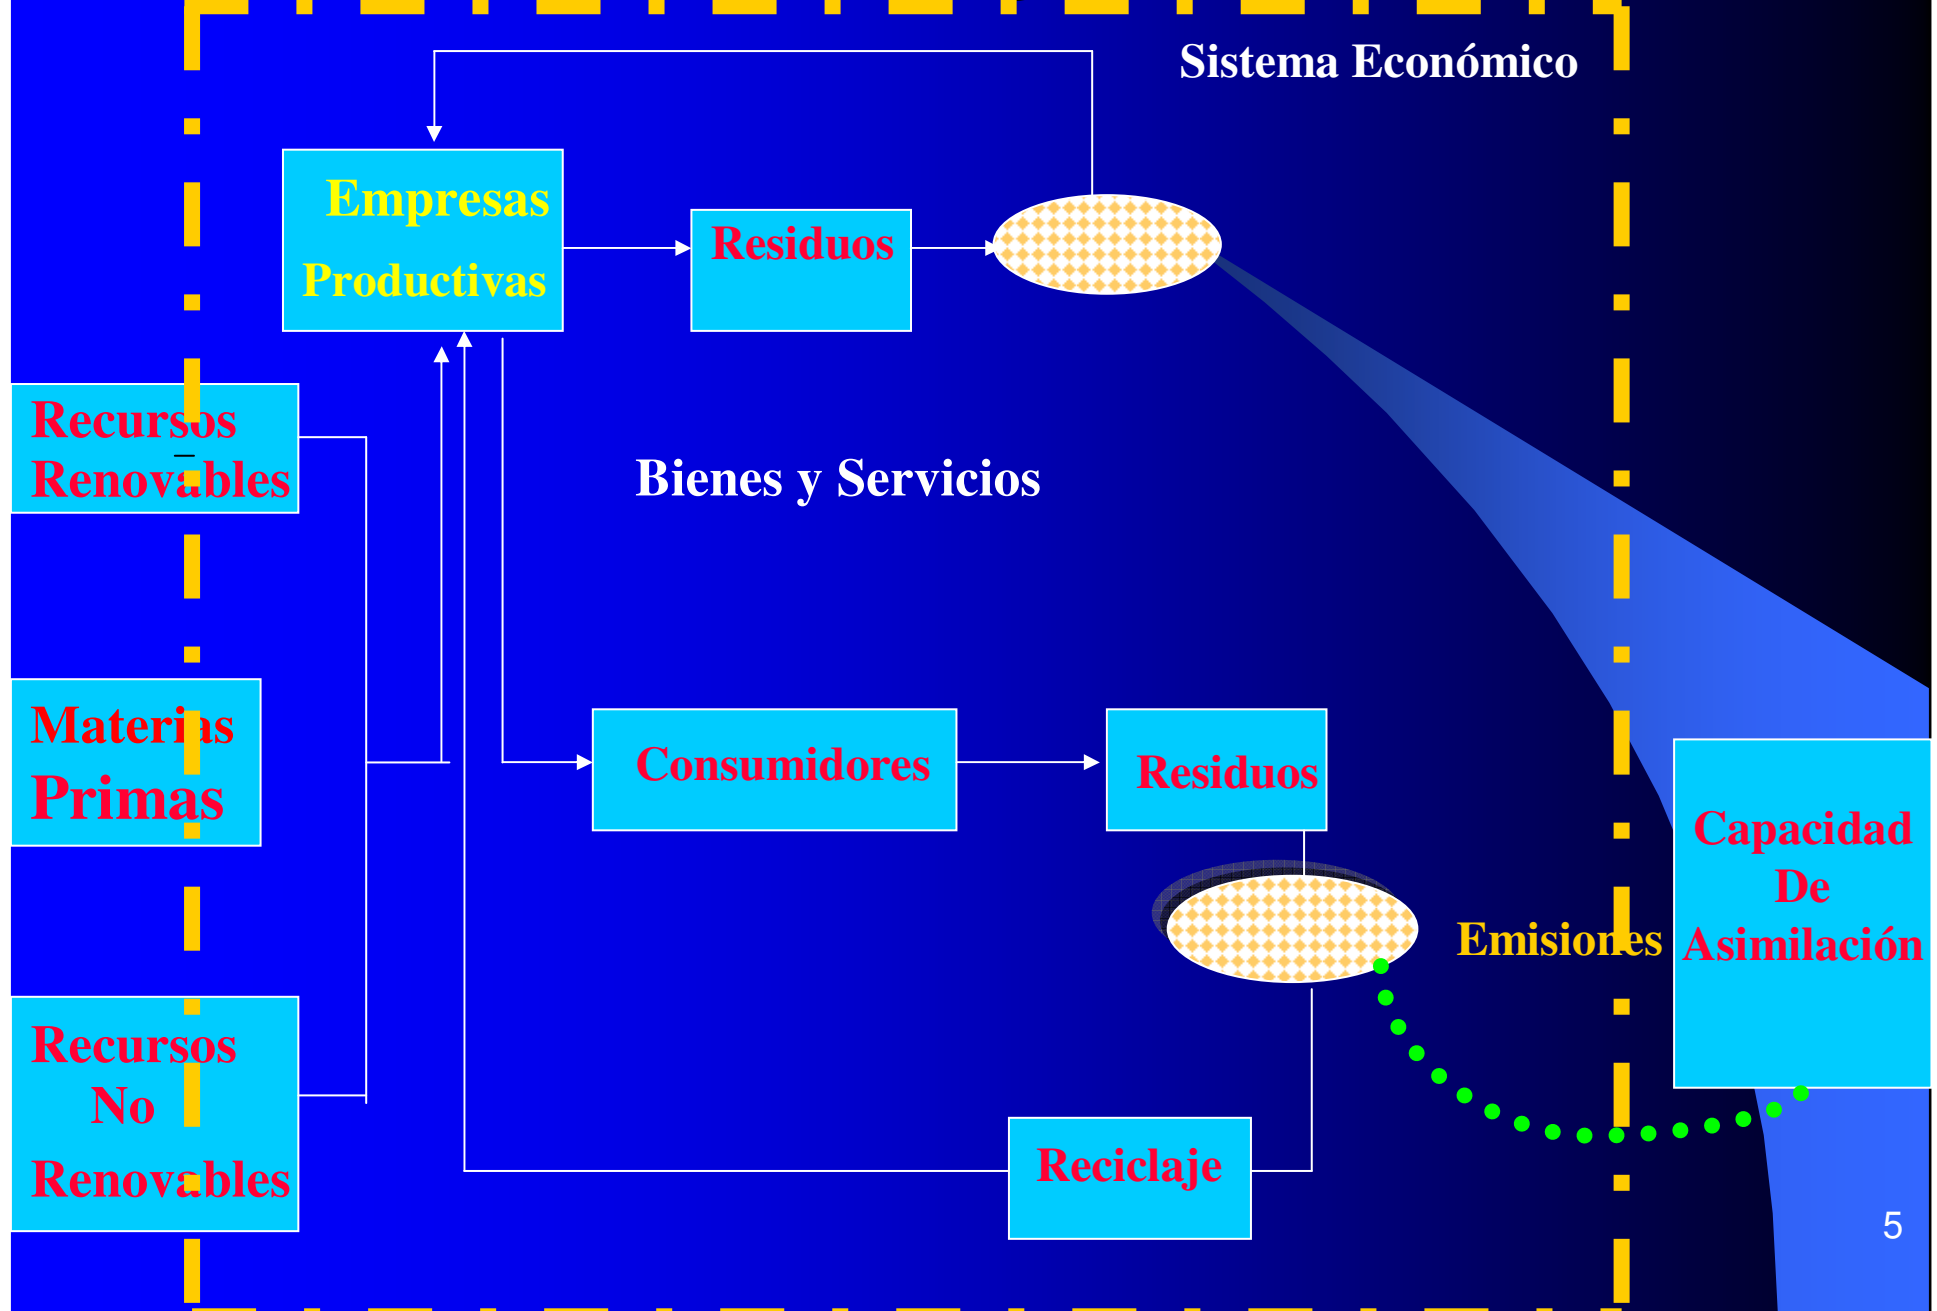 Sistema Económico
Empresas
Productivas
Residuos
Recursos
Renovables
Bienes y Servicios
Materias
Primas
Consumidores
Residuos
Capacidad
De
Asimilación
Emisiones
Recursos
No
Renovables
Reciclaje
5